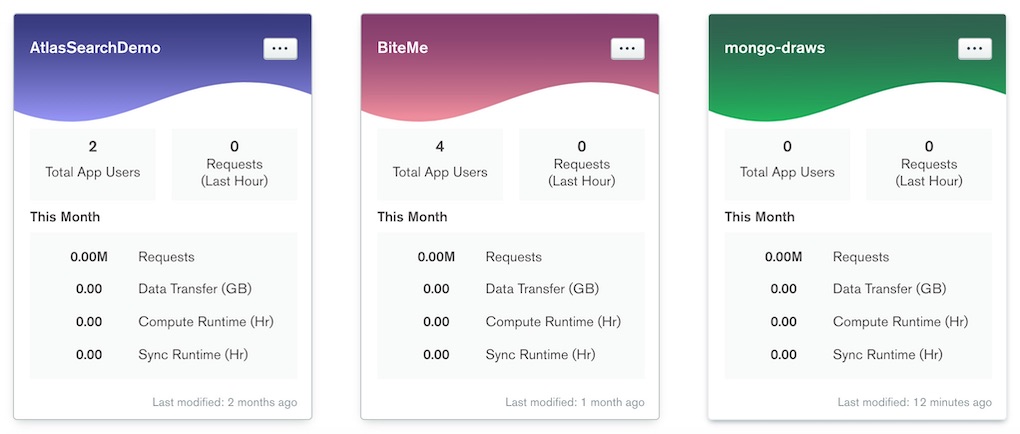 AtlasSearchDemo
2
Total App Users
0
Requests
(Last Hour)
This Month
0.00M Requests
0.00 Data Transfer (GB)
0.00 Compute Runtime (Hr)
0.00 Sync Runtime (Hr)
Last modified: 2 months ago
BiteMe
4
Total App Users
0
Requests
(Last Hour)
This Month
0.00M Requests
0.00 Data Transfer (GB)
0.00 Compute Runtime (Hr)
0.00 Sync Runtime (Hr)
Last modified: 1 month ago
mongo-draws
0
Total App Users
0
Requests
(Last Hour)
This Month
0.00M Requests
0.00 Data Transfer (GB)
0.00 Compute Runtime (Hr)
0.00 Sync Runtime (Hr)
Last modified: 12 minutes ago